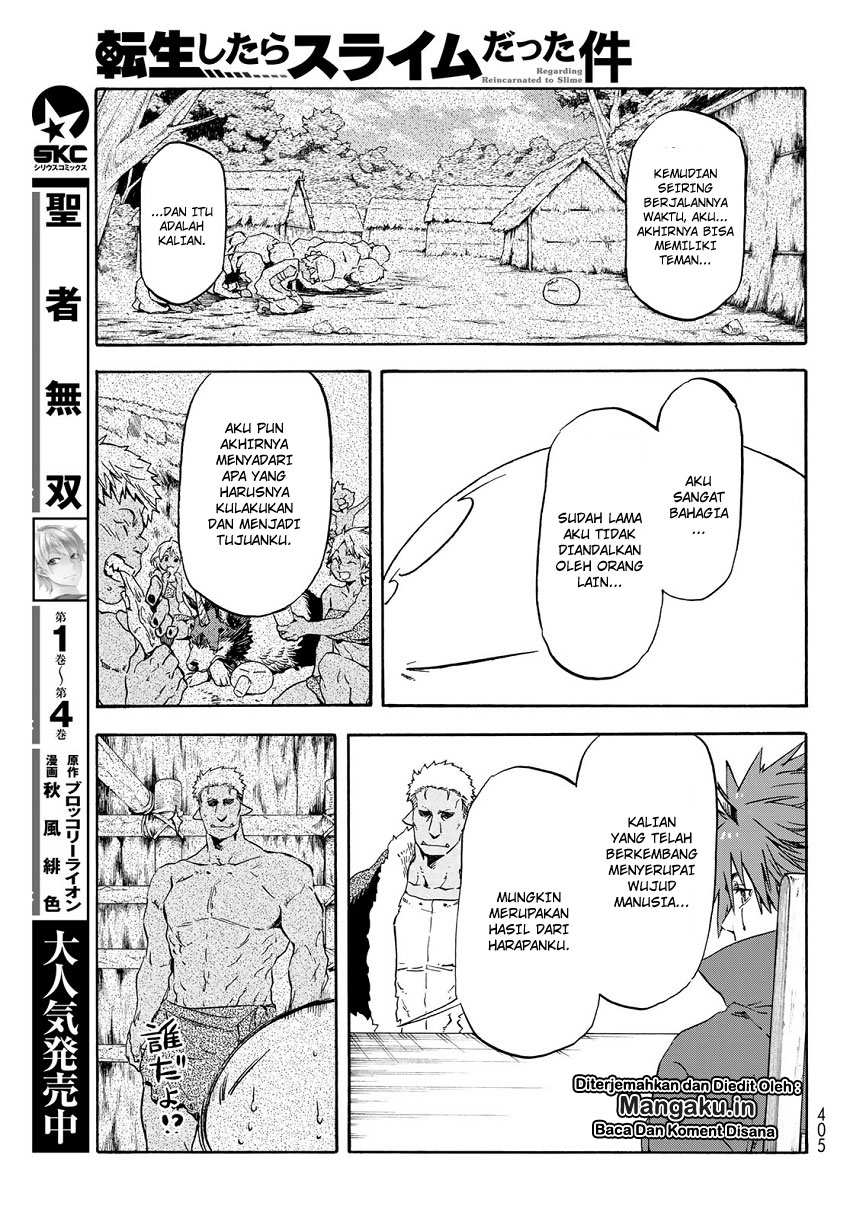 転生したらスライムだった件
Regarding
Reincarnated to Slime
SKC
シリウスコミックス
聖者無双
第1巻〜第4巻
原作 ブロッコリーライオン
漫画 秋風緋色
大人気発売中
KEMUDIAN
SEIRING
BERJALANNYA
WAKTU, AKU...
AKHIRNYA BISA
MEMILIKI
TEMAN...
...DAN ITU
ADALAH
KALIAN.
AKU
SANGAT
BAHAGIA
...
SUDAH LAMA
AKU TIDAK
DIANDALKAN
OLEH ORANG
LAIN...
AKU PUN
AKHIRNYA
MENYADARI
APA YANG
HARUSNYA
KULAKUKAN
DAN MENJADI
TUJUANKU.
KALIAN
YANG TELAH
BERKEMBANG
MENYERUPAI
WUJUD
MANUSIA...
MUNGKIN
MERUPAKAN
HASIL DARI
HARAPANKU.
誰だよ!?
Diterjemahkan dan Diedit Oleh :
Mangaku.in
Baca Dan Koment Disana
405